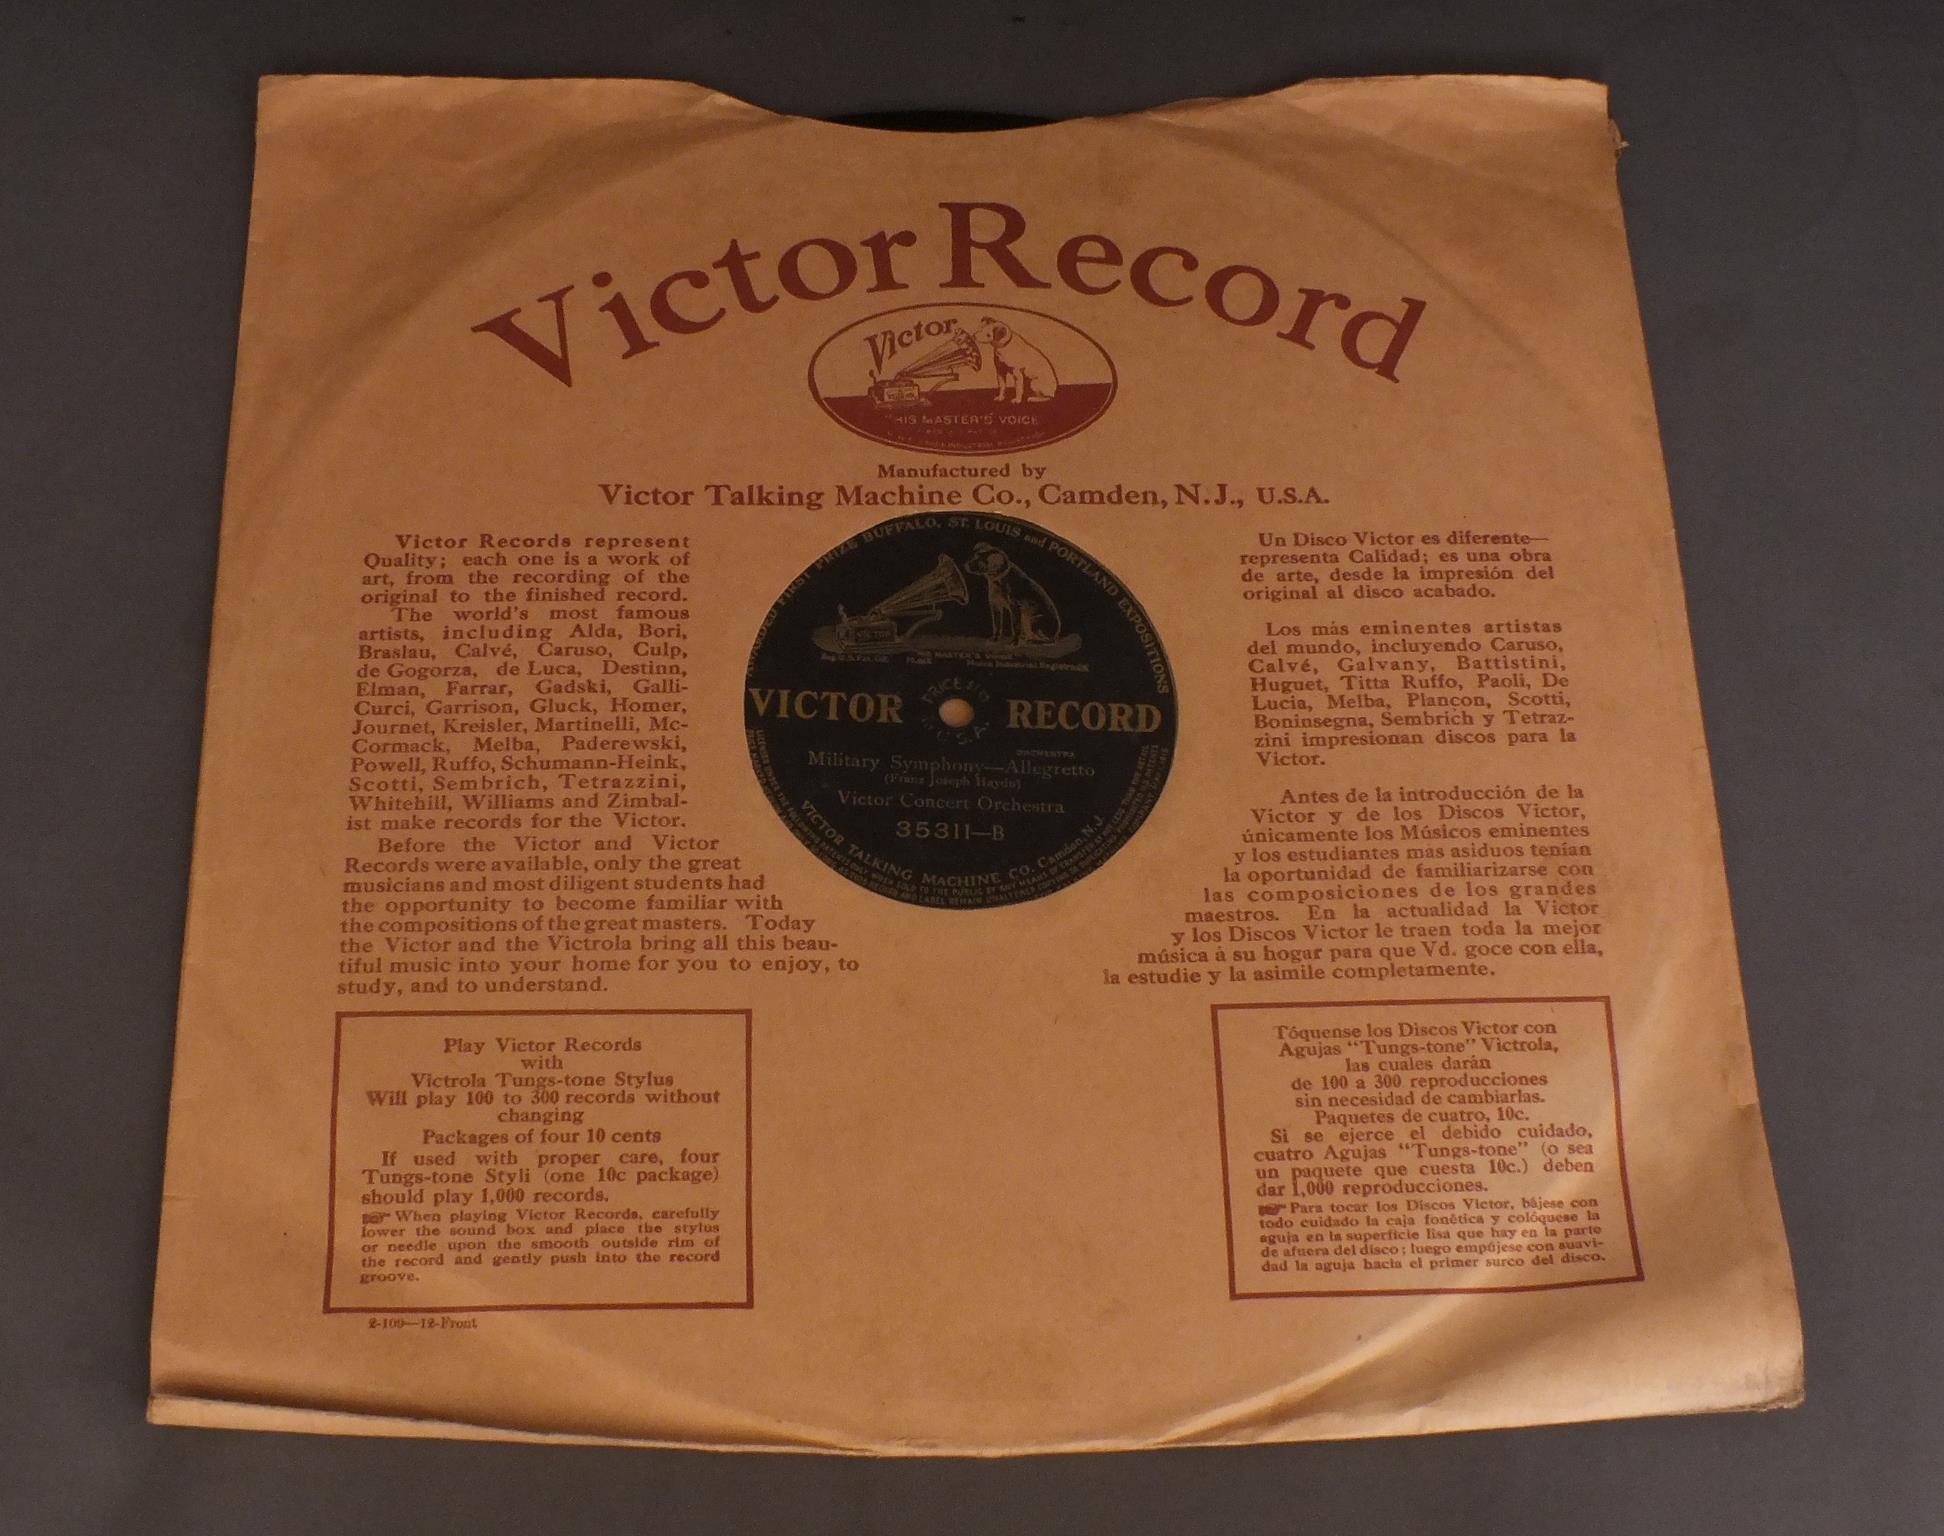 Victor Record
Victor
HIS MASTER'S VOICE
Manufactured by
Victor Talking Machine Co., Camden, N.J., U.S.A.
Victor Records represent
Quality; each one is a work of
art, from the recording of the
original to the finished record.
The world's most famous
artists, including Alda, Bori,
Braslau, Calvé, Caruso, Culp,
de Gogorza, de Luca, Destinn,
Elman, Farrar, Gadski, Galli-
Curci, Garrison, Gluck, Homer,
Journet, Kreisler, Martinelli, Mc-
Cormack, Melba, Paderewski,
Powell, Ruffo, Schumann-Heink,
Scotti, Sembrich, Tetrazzini,
Whitehill, Williams and Zimbal-
ist make records for the Victor.
Before the Victor and Victor
Records were available, only the great
musicians and most diligent students had
the opportunity to become familiar with
the compositions of the great masters. Today
the Victor and the Victrola bring all this beau-
tiful music into your home for you to enjoy, to
study, and to understand.
AWARDED FIRST PRIZE BUFFALO, ST. LOUIS and PORTLAND EXPOSITIONS
VICTOR
HIS MASTER'S VOICE
Reg. U.S. Pat. Off.
Marca Industrial Registrada
PRICE
U.S.A.
VICTOR RECORD
ORCHESTRA
Military Symphony—Allegretto
(Franz Joseph Haydn)
Victor Concert Orchestra
35311—B
VICTOR TALKING MACHINE CO. Camden, N.J.
Un Disco Victor es diferente—
representa Calidad; es una obra
de arte, desde la impresión del
original al disco acabado.
Los más eminentes artistas
del mundo, incluyendo Caruso,
Calvé, Galvany, Battistini,
Huguet, Titta Ruffo, Paoli, De
Lucia, Melba, Plançon, Scotti,
Boninsegna, Sembrich y Tetraz-
zini impresionan discos para la
Victor.
Antes de la introducción de la
Victor y de los Discos Victor,
únicamente los Músicos eminentes
y los estudiantes mas asiduos tenían
la oportunidad de familiarizarse con
las composiciones de los grandes
maestros. En la actualidad la Victor
y los Discos Victor le traen toda la mejor
música á su hogar para que Vd. goce con ella,
la estudie y la asimile completamente.
Play Victor Records
with
Victrola Tungs-tone Stylus
Will play 100 to 300 records without
changing
Packages of four 10 cents
If used with proper care, four
Tungs-tone Styli (one 10c package)
should play 1,000 records.
When playing Victor Records, carefully
lower the sound box and place the stylus
or needle upon the smooth outside rim of
the record and gently push into the record
groove.
2-109—12-Front
Tóquense los Discos Victor con
Agujas "Tungs-tone" Victrola,
las cuales darán
de 100 a 300 reproducciones
sin necesidad de cambiarlas.
Paquetes de cuatro, 10c.
Si se ejerce el debido cuidado,
cuatro Agujas "Tungs-tone" (o sea
un paquete que cuesta 10c.) deben
dar 1,000 reproducciones.
Para tocar los Discos Victor, bájese con
todo cuidado la caja fonética y colóquese la
aguja en la superficie lisa que hay en la parte
de afuera del disco; luego empújese con suavi-
dad la aguja hacia el primer surco del disco.